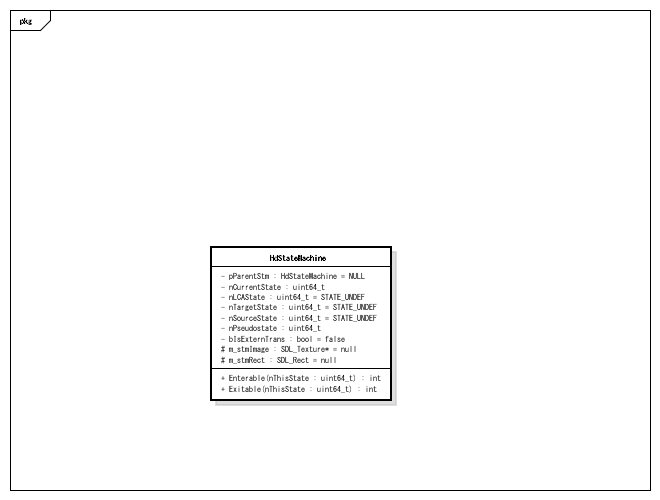 pkg
HdStateMachine
- pParentStm : HdStateMachine = NULL
- nCurrentState : uint64_t
- nLCAState : uint64_t = STATE_UNDEF
- nTargetState : uint64_t = STATE_UNDEF
- nSourceState : uint64_t = STATE_UNDEF
- nPseudostate : uint64_t
- bIsExternTrans : bool = false
# m_stmImage : SDL_Texture* = null
# m_stmRect : SDL_Rect = null
+ Enterable(nThisState : uint64_t) : int
+ Exitable(nThisState : uint64_t) : int